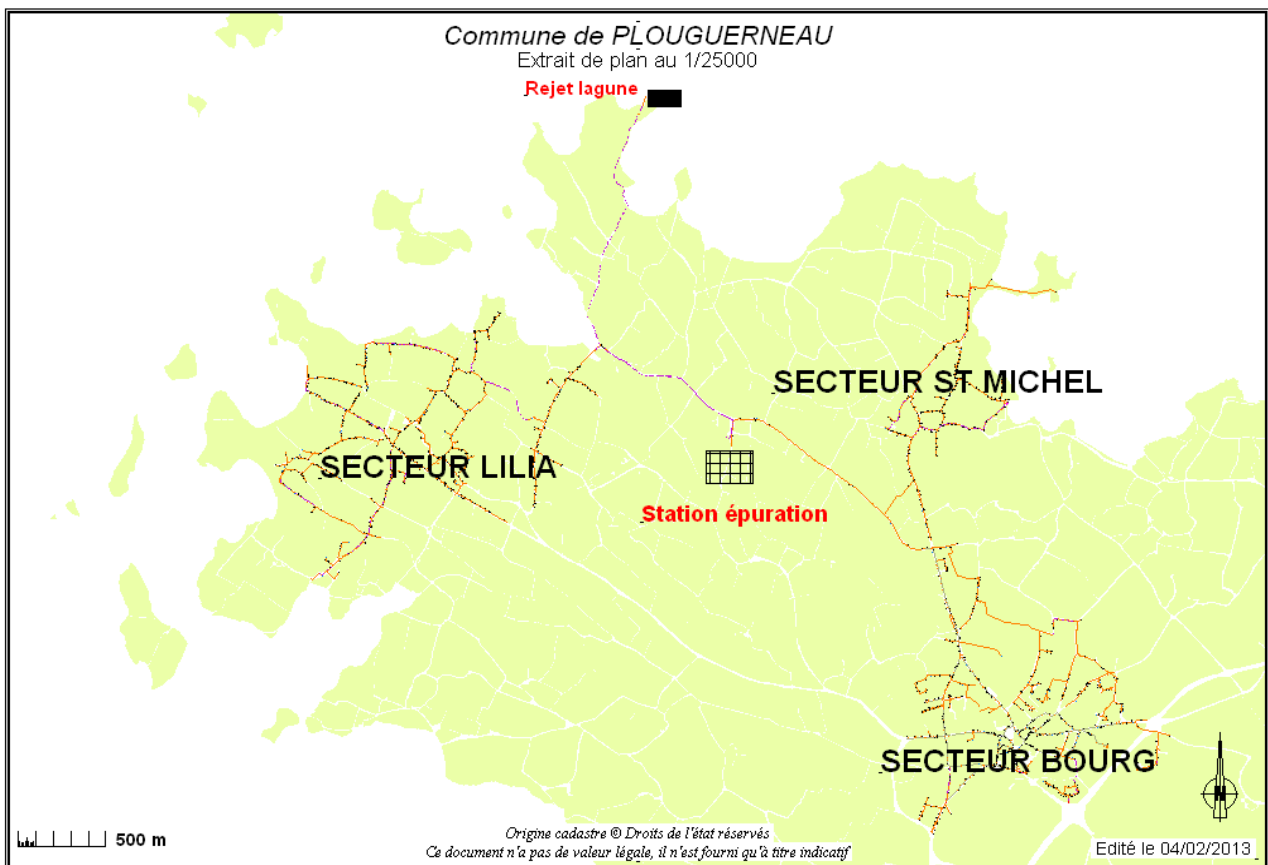 Commune de PLOUGUERNEAU
Extrait de plan au 1/25000
Rejet lagune
SECTEUR ST MICHEL
SECTEUR LILIA
Station épuration
SECTEUR BOURG
N
500 m
Origine cadastre © Droits de l'état réservés
Ce document n'a pas de valeur légale, il n'est fourni qu'à titre indicatif
Edité le 04/02/2013